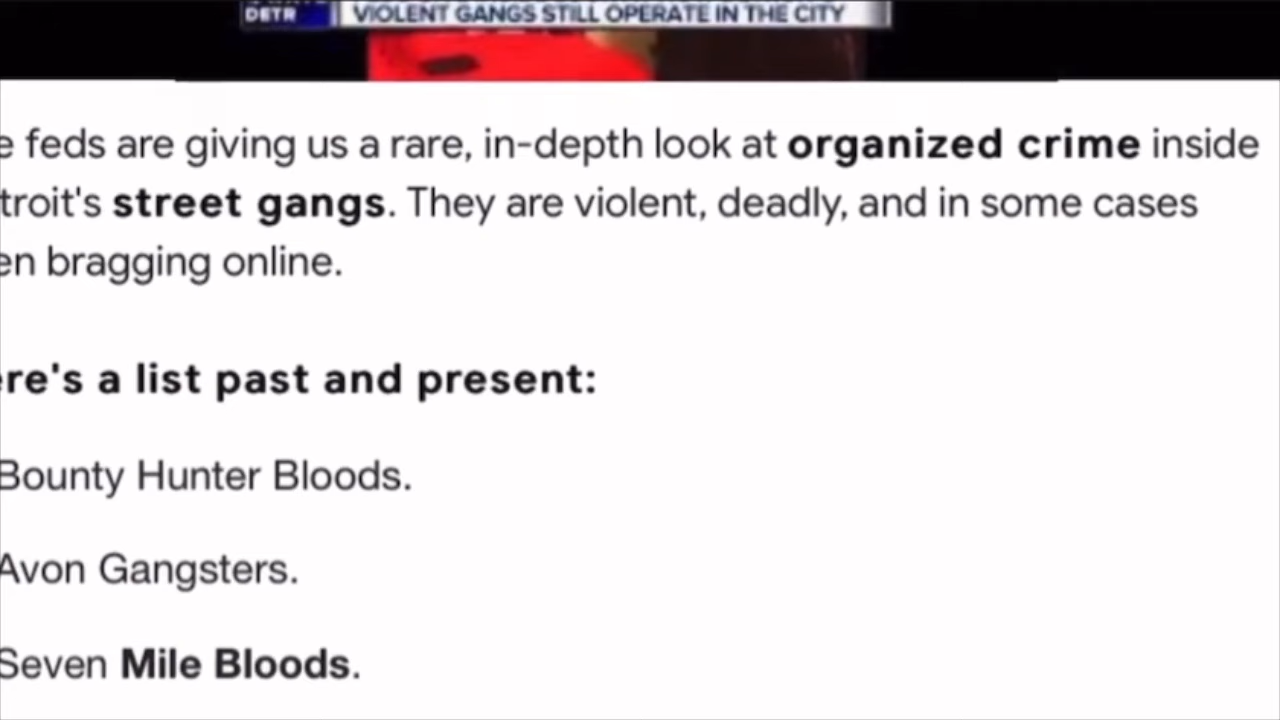 DETR VIOLENT GANGS STILL OPERATE IN THE CITY
e feds are giving us a rare, in-depth look at organized crime inside
troit's street gangs. They are violent, deadly, and in some cases
en bragging online.
re's a list past and present:
Bounty Hunter Bloods.
Avon Gangsters.
Seven Mile Bloods.